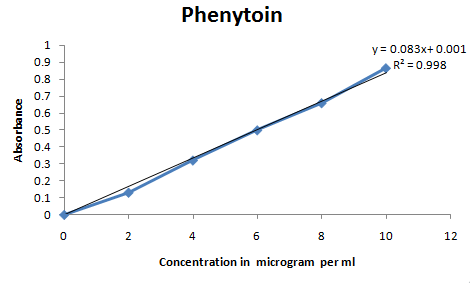 Phenytoin
y = 0.083x+ 0.001
R² = 0.998
1
0.9
0.8
0.7
0.6
0.5
0.4
0.3
0.2
0.1
0
Absorbance
0 2 4 6 8 10 12
Concentration in microgram per ml